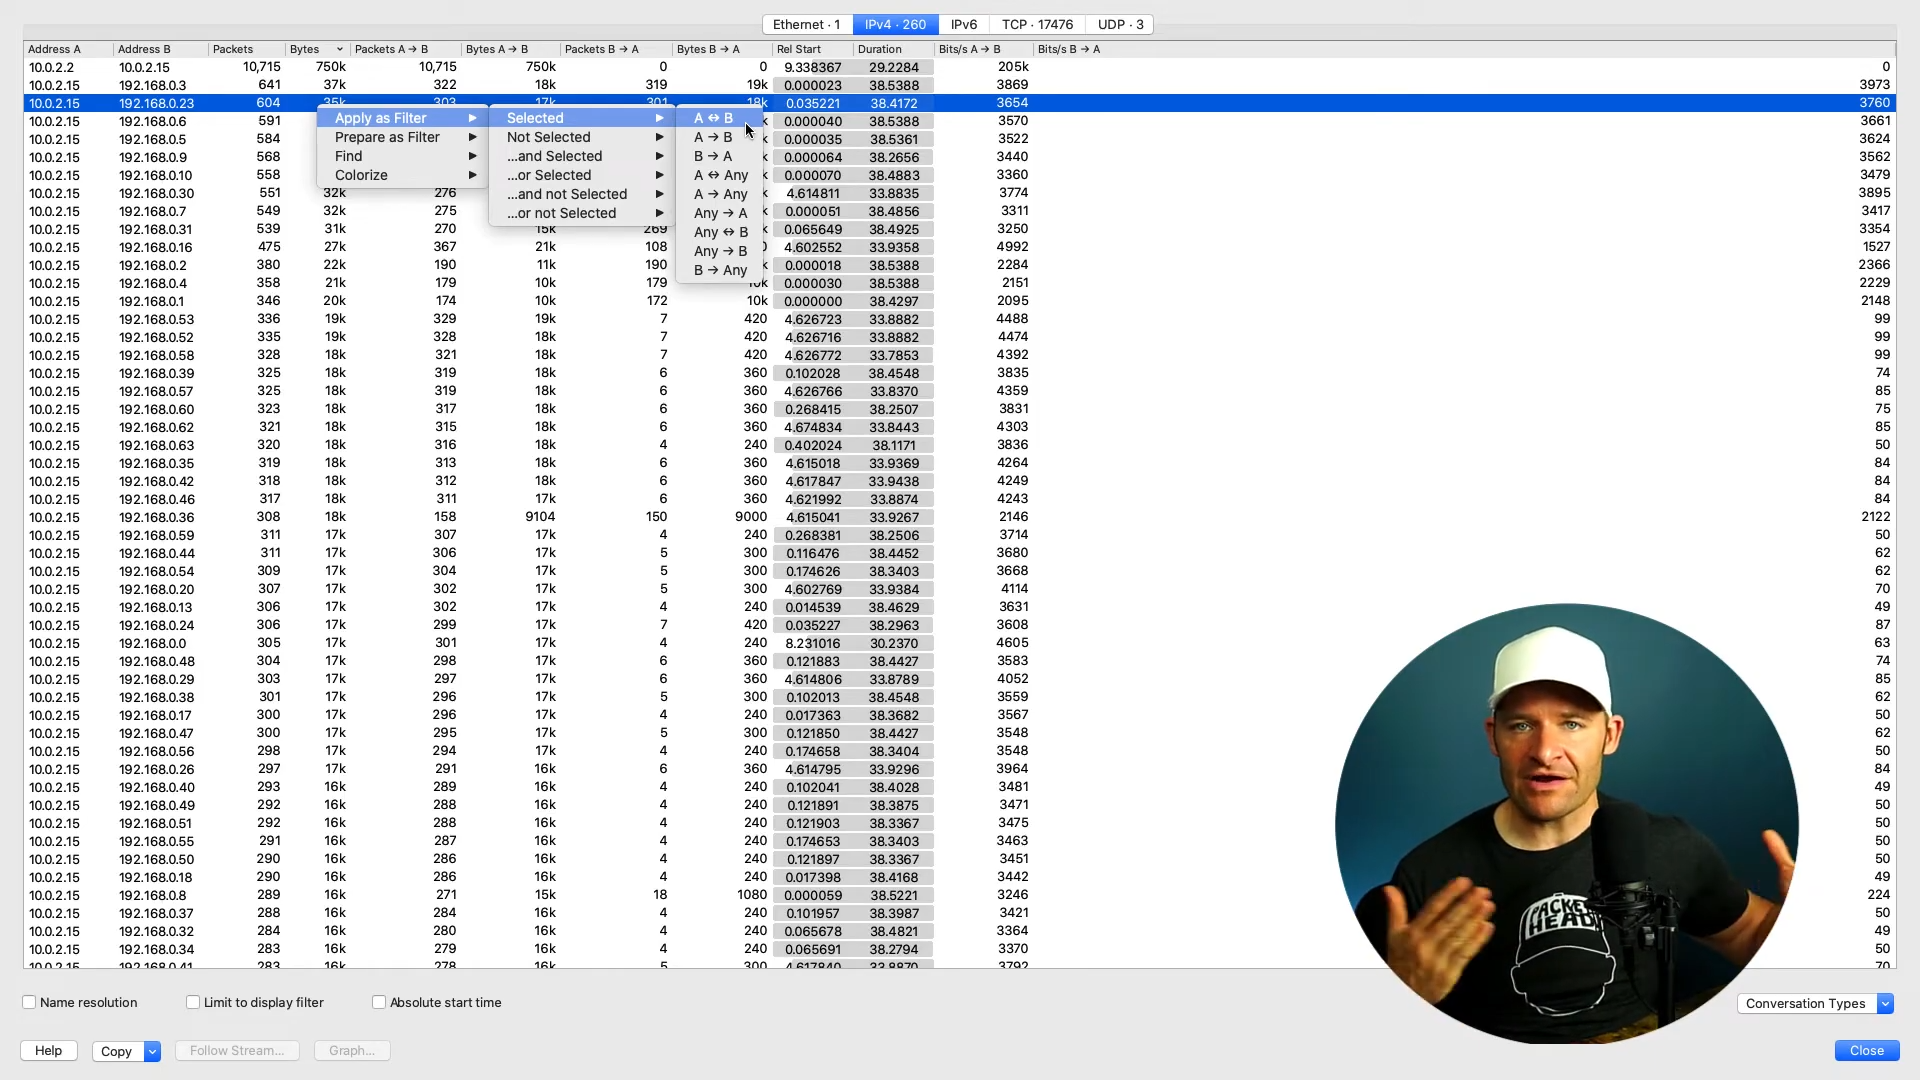 Ethernet · 1 IPv4 · 260 IPv6 TCP · 17476 UDP · 3
Address A Address B Packets Bytes Packets A → B Bytes A → B Packets B → A Bytes B → A Rel Start Duration Bits/s A → B Bits/s B → A
10.0.2.2 10.0.2.15 10,715 750k 10,715 750k 0 0 9.338367 29.2284 205k 0
10.0.2.15 192.168.0.3 641 37k 322 18k 319 19k 0.000023 38.5388 3869 3973
10.0.2.15 192.168.0.23 604 35k 303 17k 301 18k 0.035221 38.4172 3654 3760
10.0.2.15 192.168.0.6 591 0.000040 38.5388 3570 3661
10.0.2.15 192.168.0.5 584 0.000035 38.5361 3522 3624
10.0.2.15 192.168.0.9 568 0.000064 38.2656 3440 3562
10.0.2.15 192.168.0.10 558 0.000070 38.4883 3360 3479
10.0.2.15 192.168.0.30 551 32k 276 4.614811 33.8835 3774 3895
10.0.2.15 192.168.0.7 549 32k 275 0.000051 38.4856 3311 3417
10.0.2.15 192.168.0.31 539 31k 270 15k 269 0.065649 38.4925 3250 3354
10.0.2.15 192.168.0.16 475 27k 367 21k 108 4.602552 33.9358 4992 1527
10.0.2.15 192.168.0.2 380 22k 190 11k 190 0.000018 38.5388 2284 2366
10.0.2.15 192.168.0.4 358 21k 179 10k 179 10k 0.000030 38.5388 2151 2229
10.0.2.15 192.168.0.1 346 20k 174 10k 172 10k 0.000000 38.4297 2095 2148
10.0.2.15 192.168.0.53 336 19k 329 19k 7 420 4.626723 33.8882 4488 99
10.0.2.15 192.168.0.52 335 19k 328 18k 7 420 4.626716 33.8882 4474 99
10.0.2.15 192.168.0.58 328 18k 321 18k 7 420 4.626772 33.7853 4392 99
10.0.2.15 192.168.0.39 325 18k 319 18k 6 360 0.102028 38.4548 3835 74
10.0.2.15 192.168.0.57 325 18k 319 18k 6 360 4.626766 33.8370 4359 85
10.0.2.15 192.168.0.60 323 18k 317 18k 6 360 0.268415 38.2507 3831 75
10.0.2.15 192.168.0.62 321 18k 315 18k 6 360 4.674834 33.8443 4303 85
10.0.2.15 192.168.0.63 320 18k 316 18k 4 240 0.402024 38.1171 3836 50
10.0.2.15 192.168.0.35 319 18k 313 18k 6 360 4.615018 33.9369 4264 84
10.0.2.15 192.168.0.42 318 18k 312 18k 6 360 4.617847 33.9438 4249 84
10.0.2.15 192.168.0.46 317 18k 311 17k 6 360 4.621992 33.8874 4243 84
10.0.2.15 192.168.0.36 308 18k 158 9104 150 9000 4.615041 33.9267 2146 2122
10.0.2.15 192.168.0.59 311 17k 307 17k 4 240 0.268381 38.2506 3714 50
10.0.2.15 192.168.0.44 311 17k 306 17k 5 300 0.116476 38.4452 3680 62
10.0.2.15 192.168.0.54 309 17k 304 17k 5 300 0.174626 38.3403 3668 62
10.0.2.15 192.168.0.20 307 17k 302 17k 5 300 4.602769 33.9384 4114 70
10.0.2.15 192.168.0.13 306 17k 302 17k 4 240 0.014539 38.4629 3631 49
10.0.2.15 192.168.0.24 306 17k 299 17k 7 420 0.035227 38.2963 3608 87
10.0.2.15 192.168.0.0 305 17k 301 17k 4 240 8.231016 30.2370 4605 63
10.0.2.15 192.168.0.48 304 17k 298 17k 6 360 0.121883 38.4427 3583 74
10.0.2.15 192.168.0.29 303 17k 297 17k 6 360 4.614806 33.8789 4052 85
10.0.2.15 192.168.0.38 301 17k 296 17k 5 300 0.102013 38.4548 3559 62
10.0.2.15 192.168.0.17 300 17k 296 17k 4 240 0.017363 38.3682 3567 50
10.0.2.15 192.168.0.47 300 17k 295 17k 5 300 0.121850 38.4427 3548 62
10.0.2.15 192.168.0.56 298 17k 294 17k 4 240 0.174658 38.3404 3548 50
10.0.2.15 192.168.0.26 297 17k 291 16k 6 360 4.614795 33.9296 3964 84
10.0.2.15 192.168.0.40 293 16k 289 16k 4 240 0.102041 38.4028 3481 49
10.0.2.15 192.168.0.49 292 16k 288 16k 4 240 0.121891 38.3875 3471 50
10.0.2.15 192.168.0.51 292 16k 288 16k 4 240 0.121903 38.3367 3475 50
10.0.2.15 192.168.0.55 291 16k 287 16k 4 240 0.174653 38.3403 3463 50
10.0.2.15 192.168.0.50 290 16k 286 16k 4 240 0.121897 38.3367 3451 50
10.0.2.15 192.168.0.18 290 16k 286 16k 4 240 0.017398 38.4168 3442 49
10.0.2.15 192.168.0.8 289 16k 271 15k 18 1080 0.000059 38.5221 3246 224
10.0.2.15 192.168.0.37 288 16k 284 16k 4 240 0.101957 38.3987 3421 50
10.0.2.15 192.168.0.32 284 16k 280 16k 4 240 0.065678 38.4821 3364 49
10.0.2.15 192.168.0.34 283 16k 279 16k 4 240 0.065691 38.2794 3370 50
10.0.2.15 192.168.0.41 283 16k 278 16k 5 300 4.617840 33.8870 3792 70
Apply as Filter
Prepare as Filter
Find
Colorize
Selected
Not Selected
...and Selected
...or Selected
...and not Selected
...or not Selected
A ↔ B
A → B
B → A
A ↔ Any
A → Any
Any → A
Any ↔ B
Any → B
B → Any
PACKET
HEAD
Name resolution Limit to display filter Absolute start time Conversation Types
Help Copy Follow Stream... Graph... Close